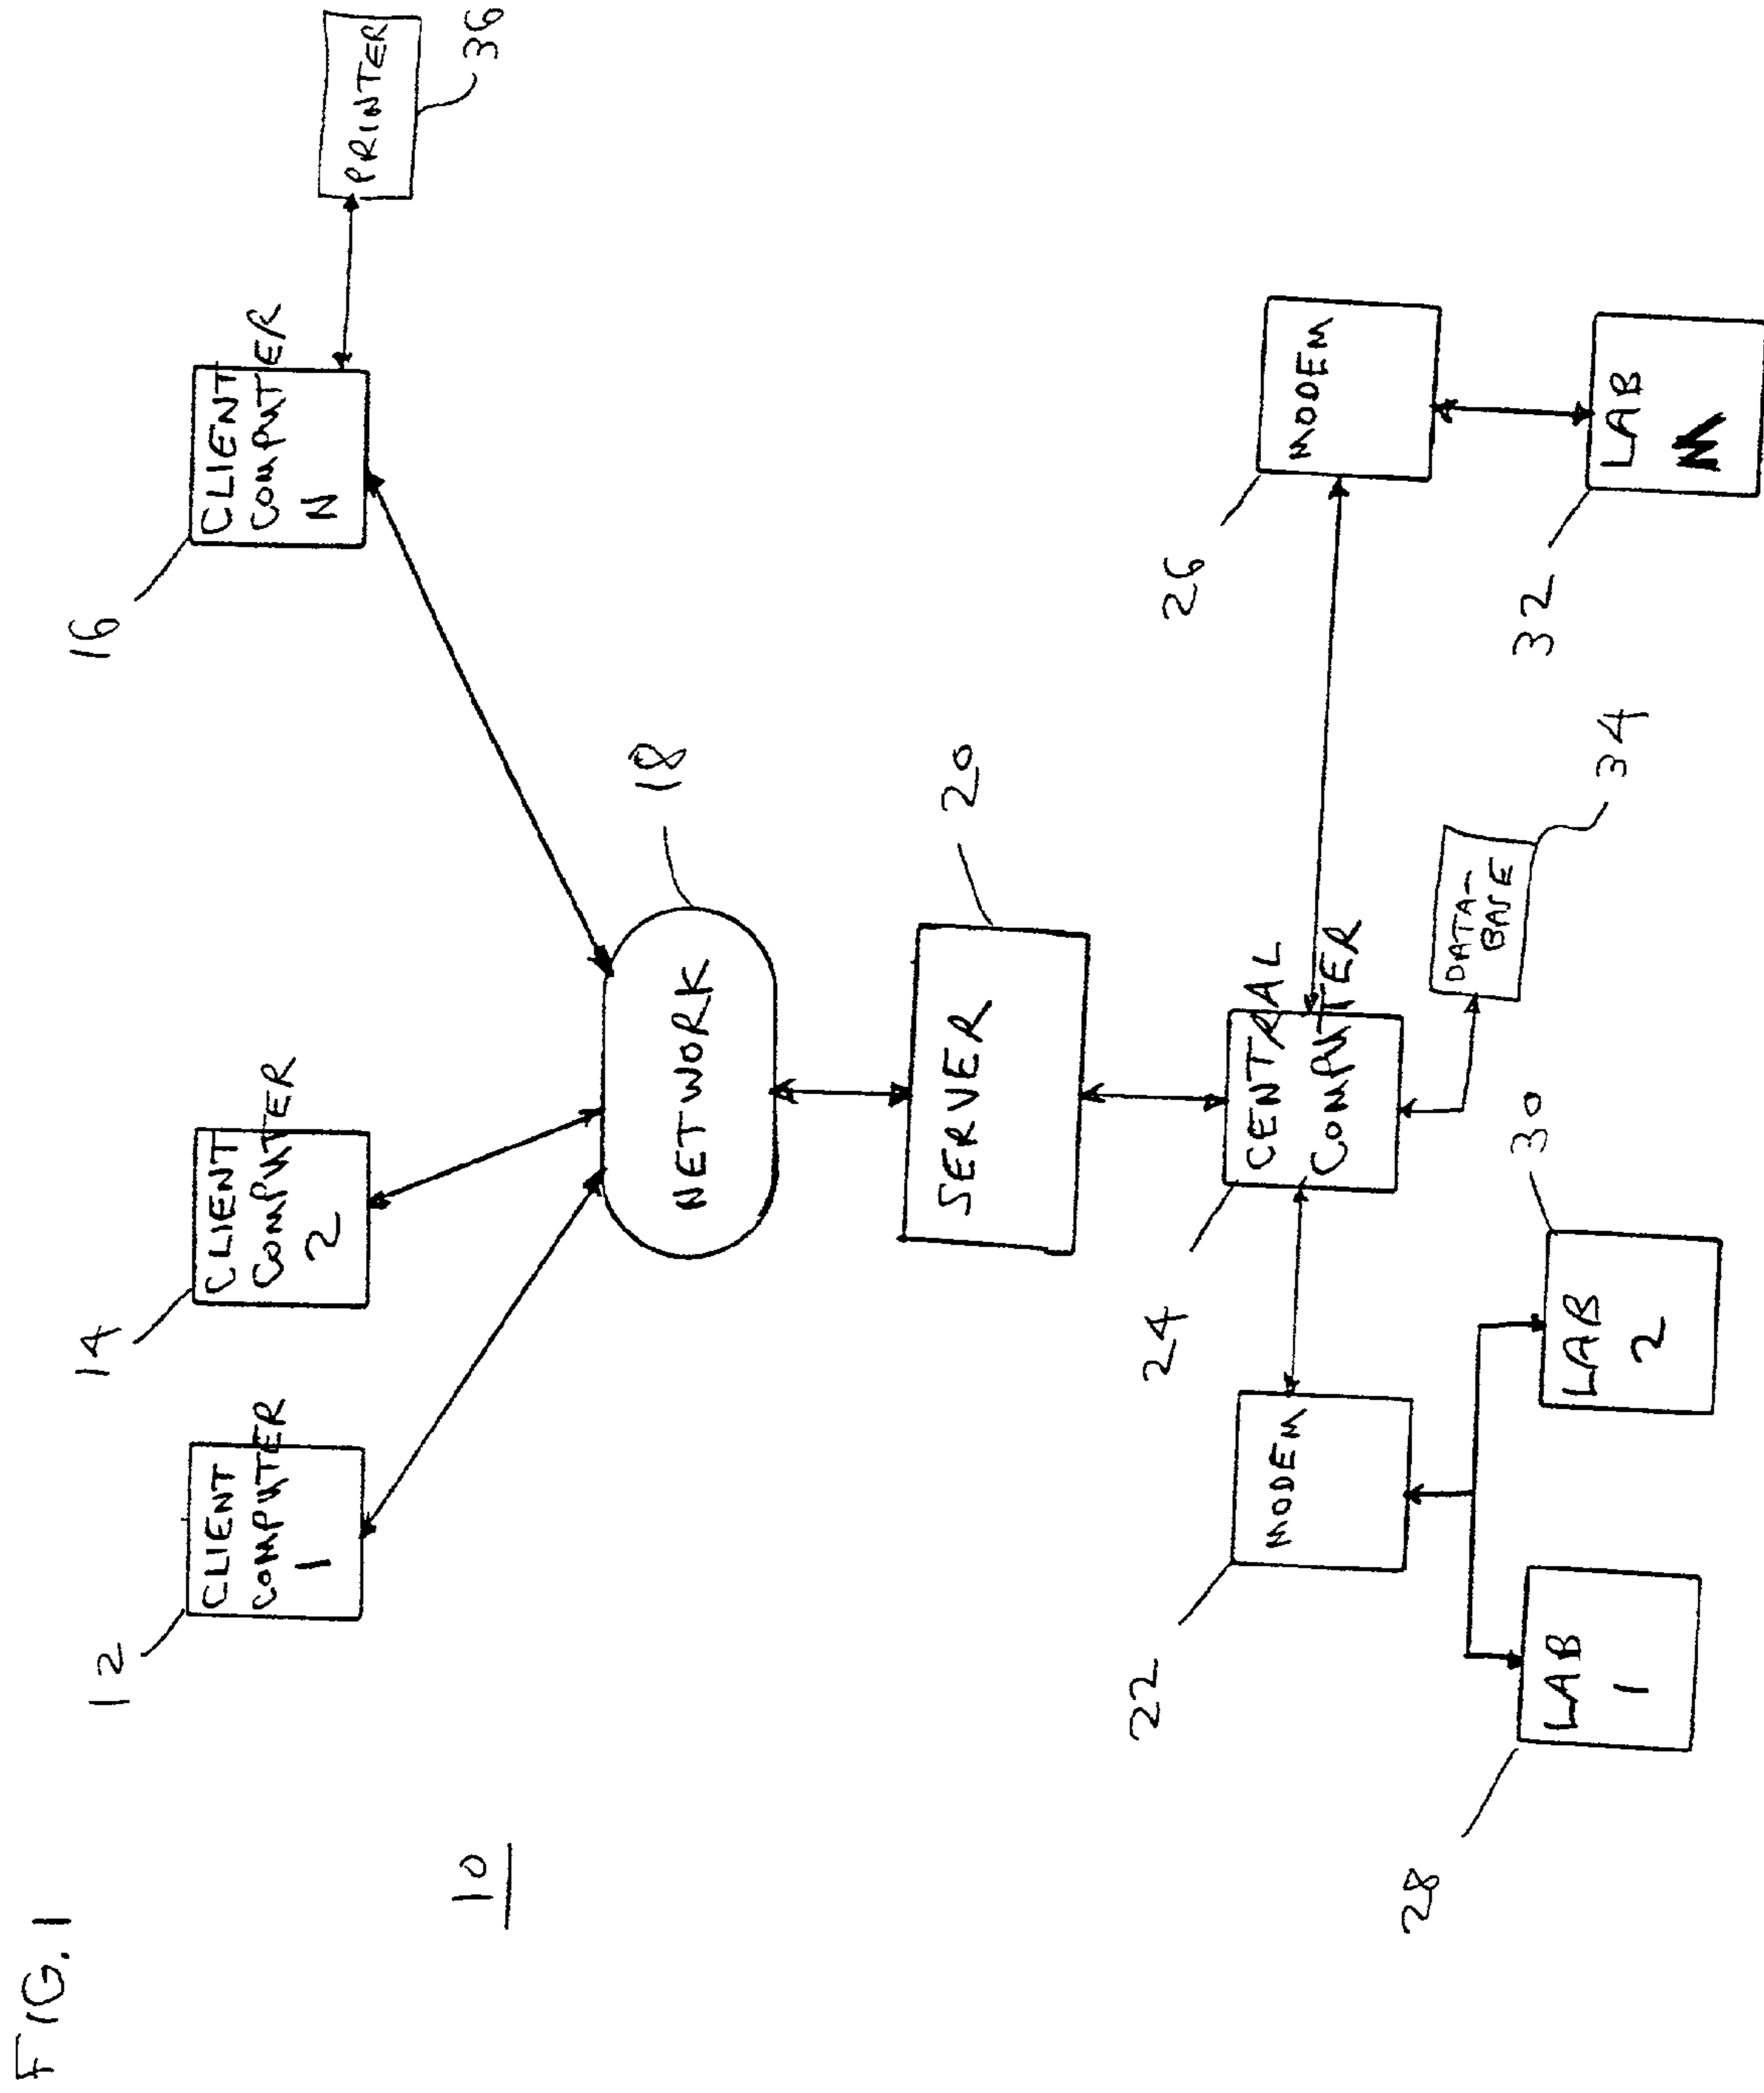 FIG. 1
10
12
CLIENT
COMPUTER
1
14
CLIENT
COMPUTER
2
16
CLIENT
COMPUTER
N
PRINTER
36
NETWORK
18
SERVER
20
22
MODEM
24
CENTRAL
COMPUTER
26
MODEM
DATA-
BASE
34
28
LAB
1
30
LAB
2
32
LAB
M